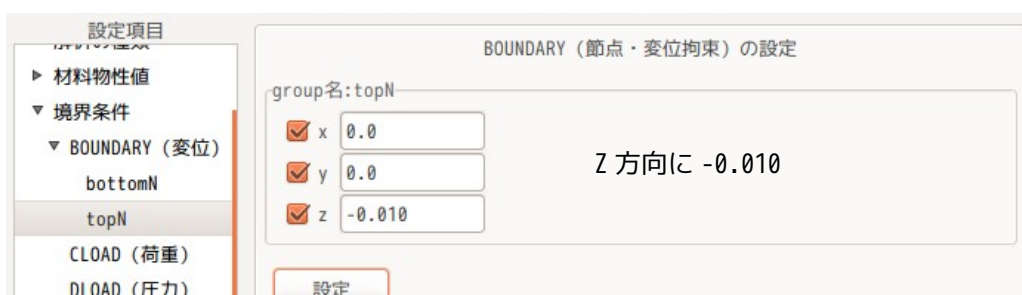 設定項目
解析の種類
▶ 材料物性値
▼ 境界条件
▼ BOUNDARY (変位)
bottomN
topN
CLOAD (荷重)
DLOAD (圧力)
BOUNDARY (節点・変位拘束) の設定
group名:topN
x 0.0
y 0.0
z -0.010
Z 方向に -0.010
設定